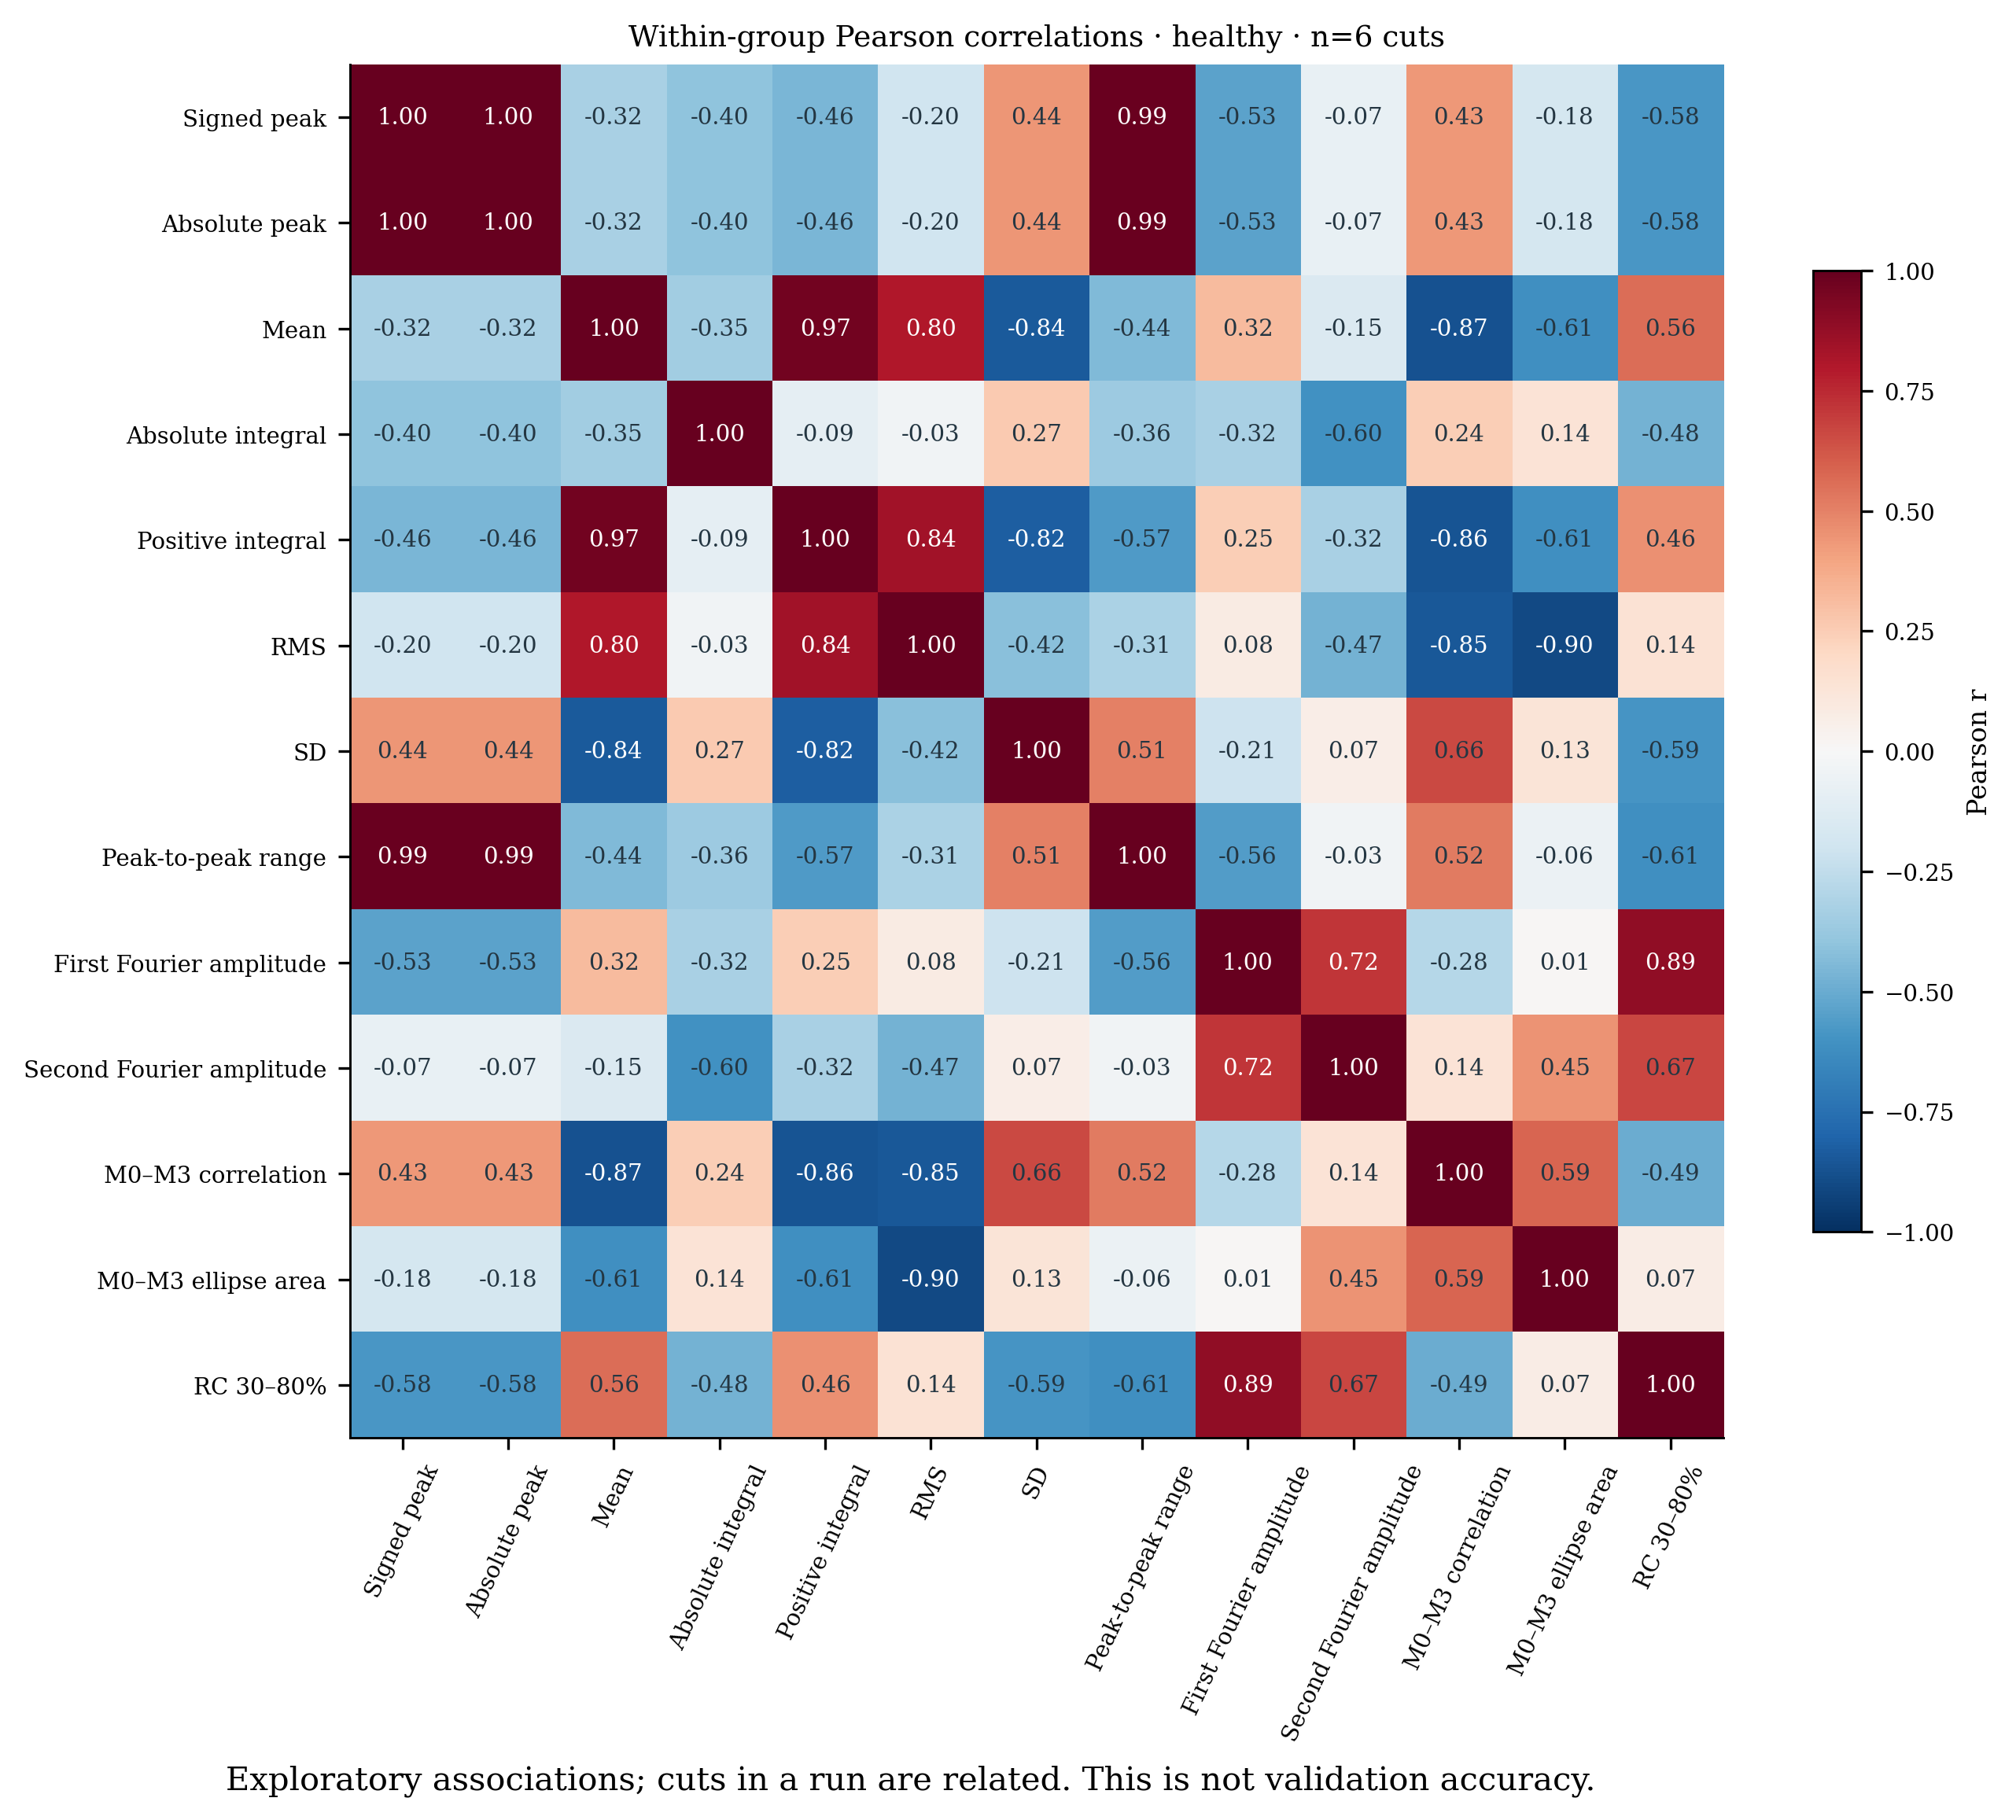 Within-group Pearson correlations · healthy · n=6 cuts
Signed peak 1.00 1.00 -0.32 -0.40 -0.46 -0.20 0.44 0.99 -0.53 -0.07 0.43 -0.18 -0.58
Absolute peak 1.00 1.00 -0.32 -0.40 -0.46 -0.20 0.44 0.99 -0.53 -0.07 0.43 -0.18 -0.58
Mean -0.32 -0.32 1.00 -0.35 0.97 0.80 -0.84 -0.44 0.32 -0.15 -0.87 -0.61 0.56
Absolute integral -0.40 -0.40 -0.35 1.00 -0.09 -0.03 0.27 -0.36 -0.32 -0.60 0.24 0.14 -0.48
Positive integral -0.46 -0.46 0.97 -0.09 1.00 0.84 -0.82 -0.57 0.25 -0.32 -0.86 -0.61 0.46
RMS -0.20 -0.20 0.80 -0.03 0.84 1.00 -0.42 -0.31 0.08 -0.47 -0.85 -0.90 0.14
SD 0.44 0.44 -0.84 0.27 -0.82 -0.42 1.00 0.51 -0.21 0.07 0.66 0.13 -0.59
Peak-to-peak range 0.99 0.99 -0.44 -0.36 -0.57 -0.31 0.51 1.00 -0.56 -0.03 0.52 -0.06 -0.61
First Fourier amplitude -0.53 -0.53 0.32 -0.32 0.25 0.08 -0.21 -0.56 1.00 0.72 -0.28 0.01 0.89
Second Fourier amplitude -0.07 -0.07 -0.15 -0.60 -0.32 -0.47 0.07 -0.03 0.72 1.00 0.14 0.45 0.67
M0–M3 correlation 0.43 0.43 -0.87 0.24 -0.86 -0.85 0.66 0.52 -0.28 0.14 1.00 0.59 -0.49
M0–M3 ellipse area -0.18 -0.18 -0.61 0.14 -0.61 -0.90 0.13 -0.06 0.01 0.45 0.59 1.00 0.07
RC 30–80% -0.58 -0.58 0.56 -0.48 0.46 0.14 -0.59 -0.61 0.89 0.67 -0.49 0.07 1.00
Signed peak
Absolute peak
Mean
Absolute integral
Positive integral
RMS
SD
Peak-to-peak range
First Fourier amplitude
Second Fourier amplitude
M0–M3 correlation
M0–M3 ellipse area
RC 30–80%
1.00
0.75
0.50
0.25
0.00
−0.25
−0.50
−0.75
−1.00
Pearson r
Exploratory associations; cuts in a run are related. This is not validation accuracy.